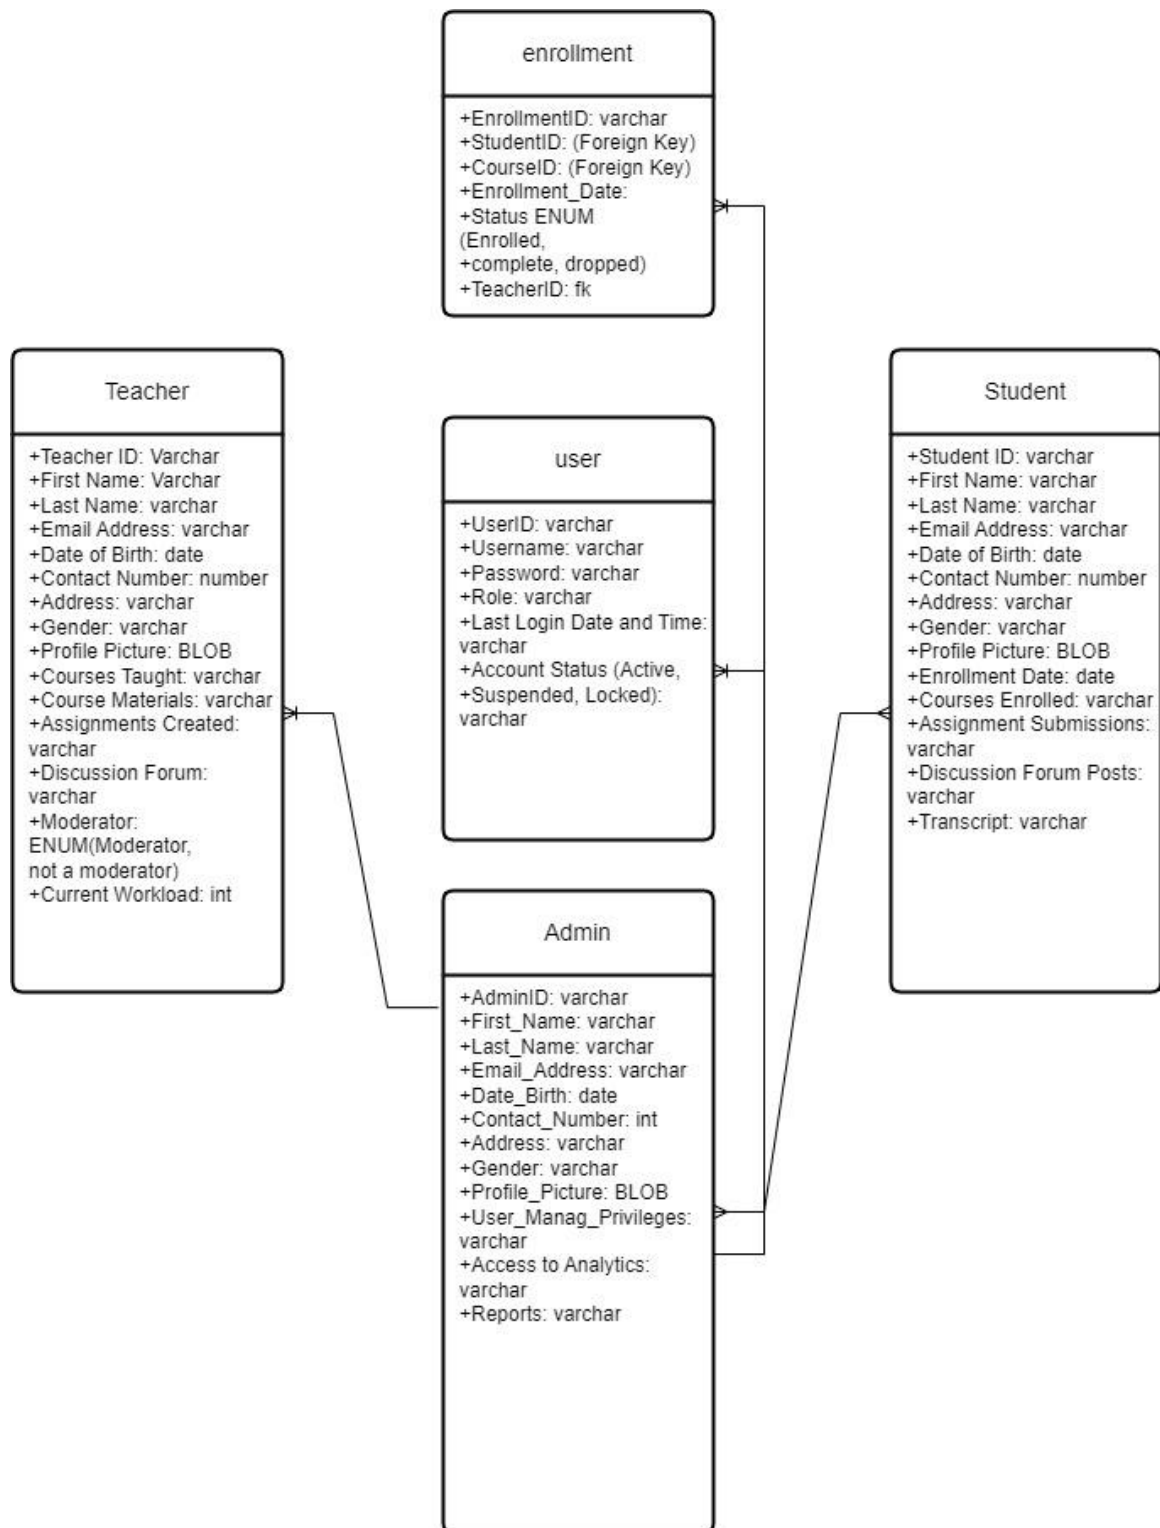 enrollment
+EnrollmentID: varchar
+StudentID: (Foreign Key)
+CourseID: (Foreign Key)
+Enrollment_Date:
+Status ENUM
(Enrolled,
+complete, dropped)
+TeacherID: fk
Teacher
+Teacher ID: Varchar
+First Name: Varchar
+Last Name: varchar
+Email Address: varchar
+Date of Birth: date
+Contact Number: number
+Address: varchar
+Gender: varchar
+Profile Picture: BLOB
+Courses Taught: varchar
+Course Materials: varchar
+Assignments Created:
varchar
+Discussion Forum:
varchar
+Moderator:
ENUM(Moderator,
not a moderator)
+Current Workload: int
user
+UserID: varchar
+Username: varchar
+Password: varchar
+Role: varchar
+Last Login Date and Time:
varchar
+Account Status (Active,
+Suspended, Locked):
varchar
Student
+Student ID: varchar
+First Name: varchar
+Last Name: varchar
+Email Address: varchar
+Date of Birth: date
+Contact Number: number
+Address: varchar
+Gender: varchar
+Profile Picture: BLOB
+Enrollment Date: date
+Courses Enrolled: varchar
+Assignment Submissions:
varchar
+Discussion Forum Posts:
varchar
+Transcript: varchar
Admin
+AdminID: varchar
+First_Name: varchar
+Last_Name: varchar
+Email_Address: varchar
+Date_Birth: date
+Contact_Number: int
+Address: varchar
+Gender: varchar
+Profile_Picture: BLOB
+User_Manag_Privileges:
varchar
+Access to Analytics:
varchar
+Reports: varchar